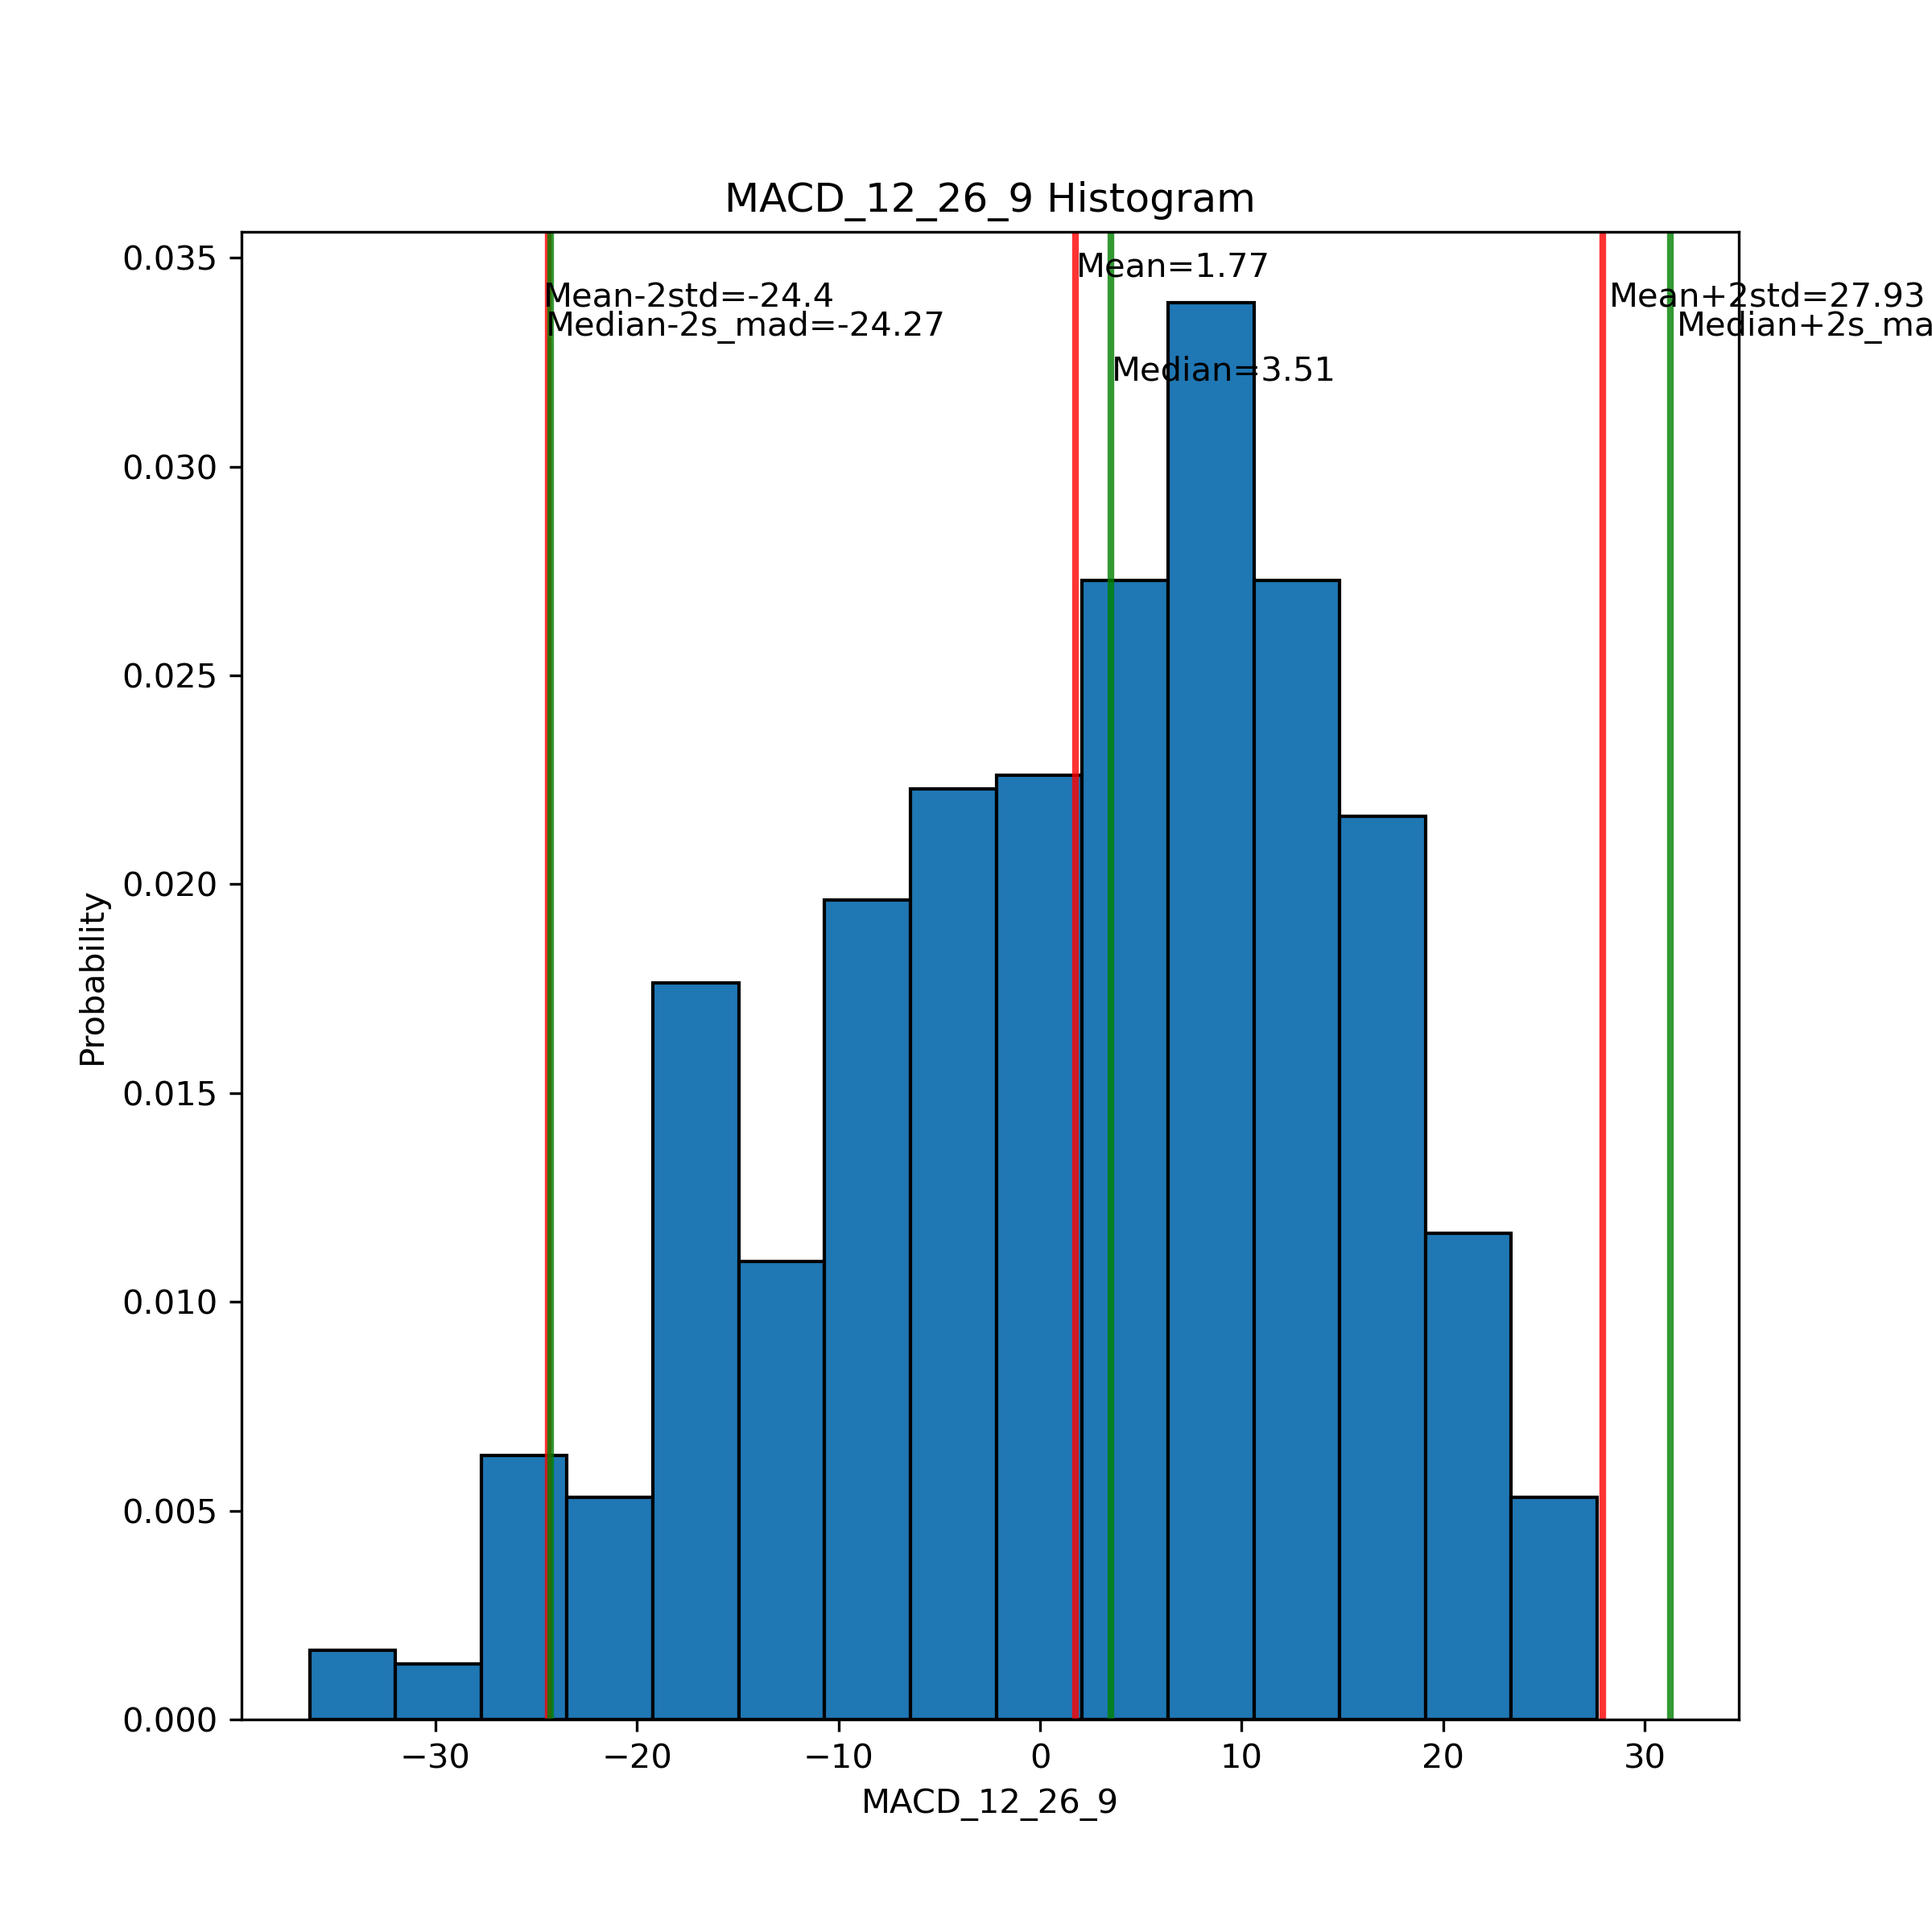 MACD_12_26_9 Histogram
0.035
0.030
0.025
0.020
0.015
0.010
0.005
0.000
Probability
Mean=1.77
Mean-2std=-24.4
Mean+2std=27.93
Median-2s_mad=-24.27
Median+2s_ma
Median=3.51
−30
−20
−10
0
10
20
30
MACD_12_26_9